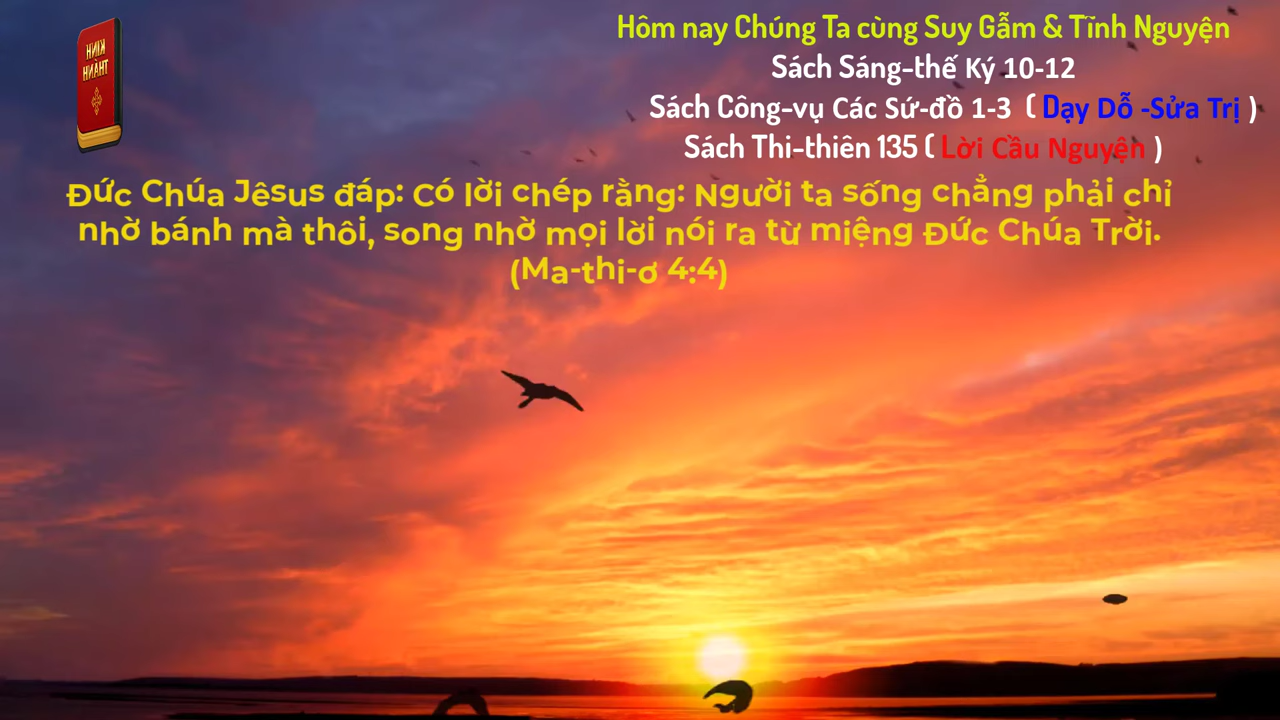 KINH
THÁNH
Hôm nay Chúng Ta cùng Suy Gẫm & Tĩnh Nguyện
Sách Sáng-thế Ký 10-12
Sách Công-vụ Các Sứ-đồ 1-3 ( Dạy Dỗ -Sửa Trị )
Sách Thi-thiên 135 ( Lời Cầu Nguyện )
Đức Chúa Jêsus đáp: Có lời chép rằng: Người ta sống chẳng phải chỉ
nhờ bánh mà thôi, song nhờ mọi lời nói ra từ miệng Đức Chúa Trời.
(Ma-thi-ơ 4:4)